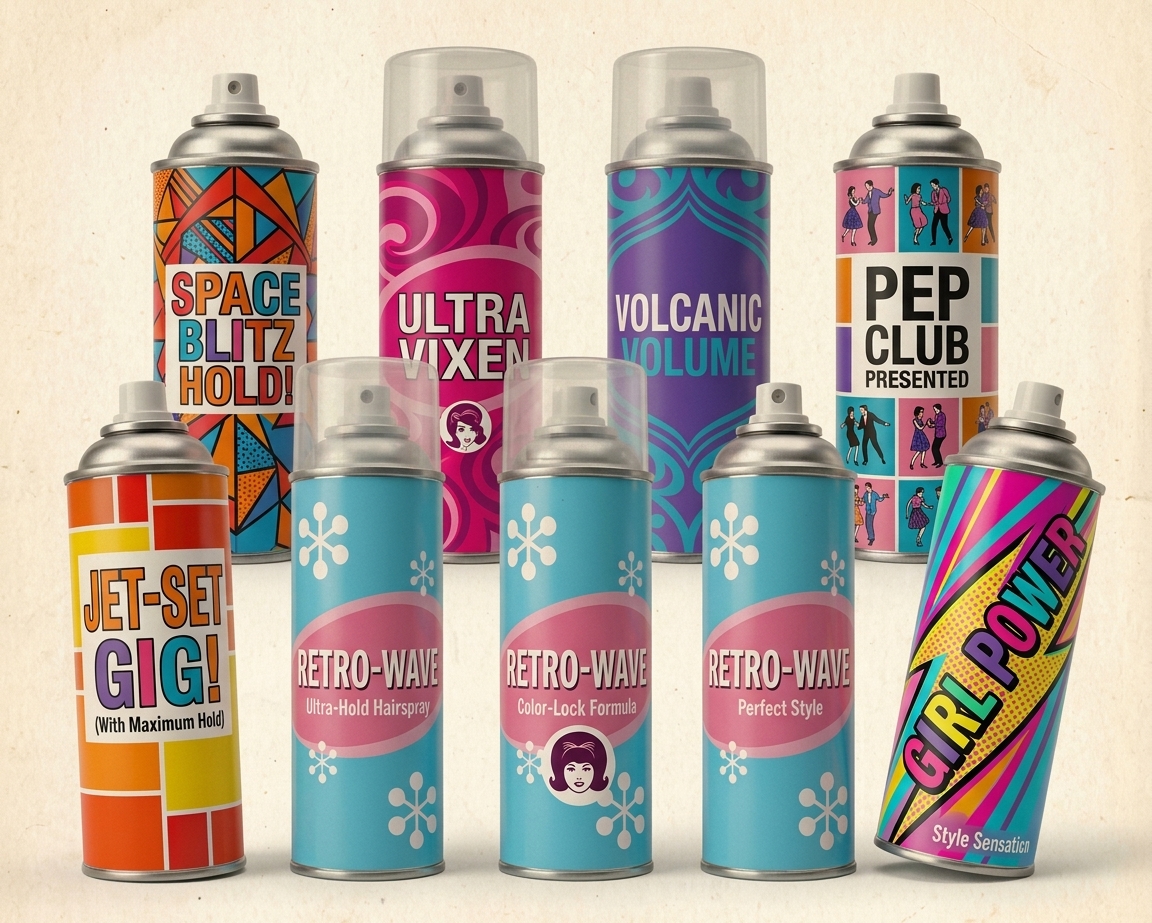 SPACE
BLITZ
HOLD!
ULTRA
VIXEN
VOLCANIC
VOLUME
PEP
CLUB
PRESENTED
JET-SET
GIG!
(With Maximum Hold)
RETRO-WAVE
Ultra-Hold Hairspray
RETRO-WAVE
Color-Lock Formula
RETRO-WAVE
Perfect Style
GIRL POWER
Style Sensation